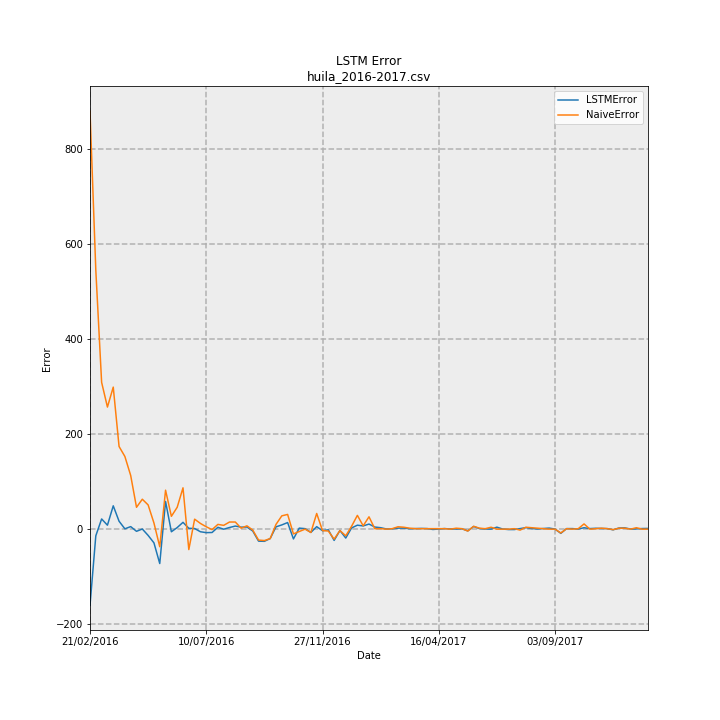 LSTM Error
huila_2016-2017.csv
LSTMError
NaiveError
800
600
400
200
0
−200
Error
21/02/2016 10/07/2016 27/11/2016 16/04/2017 03/09/2017
Date